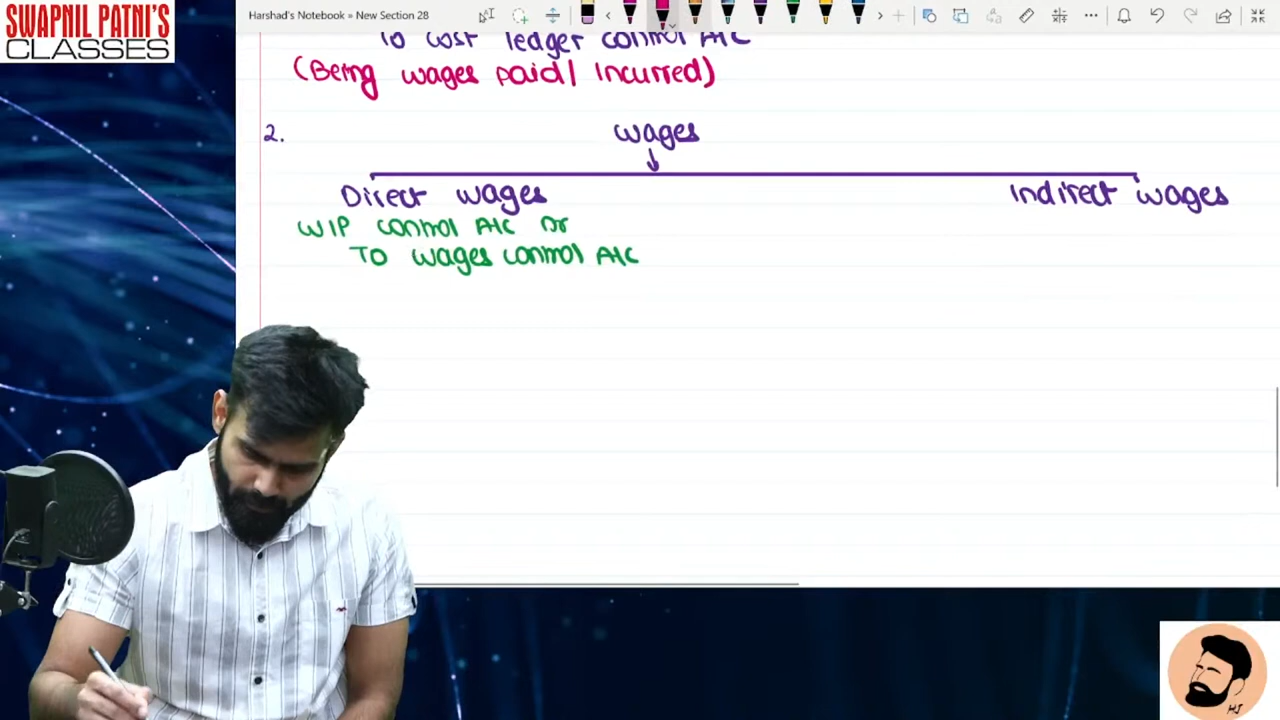 SWAPNIL PATNI'S
CLASSES
Harshad's Notebook » New Section 28
To cost ledger control A/C
(Being wages paid/ Incurred)
2. wages
Direct wages Indirect wages
WIP control A/C Dr
To wages control A/C
HS